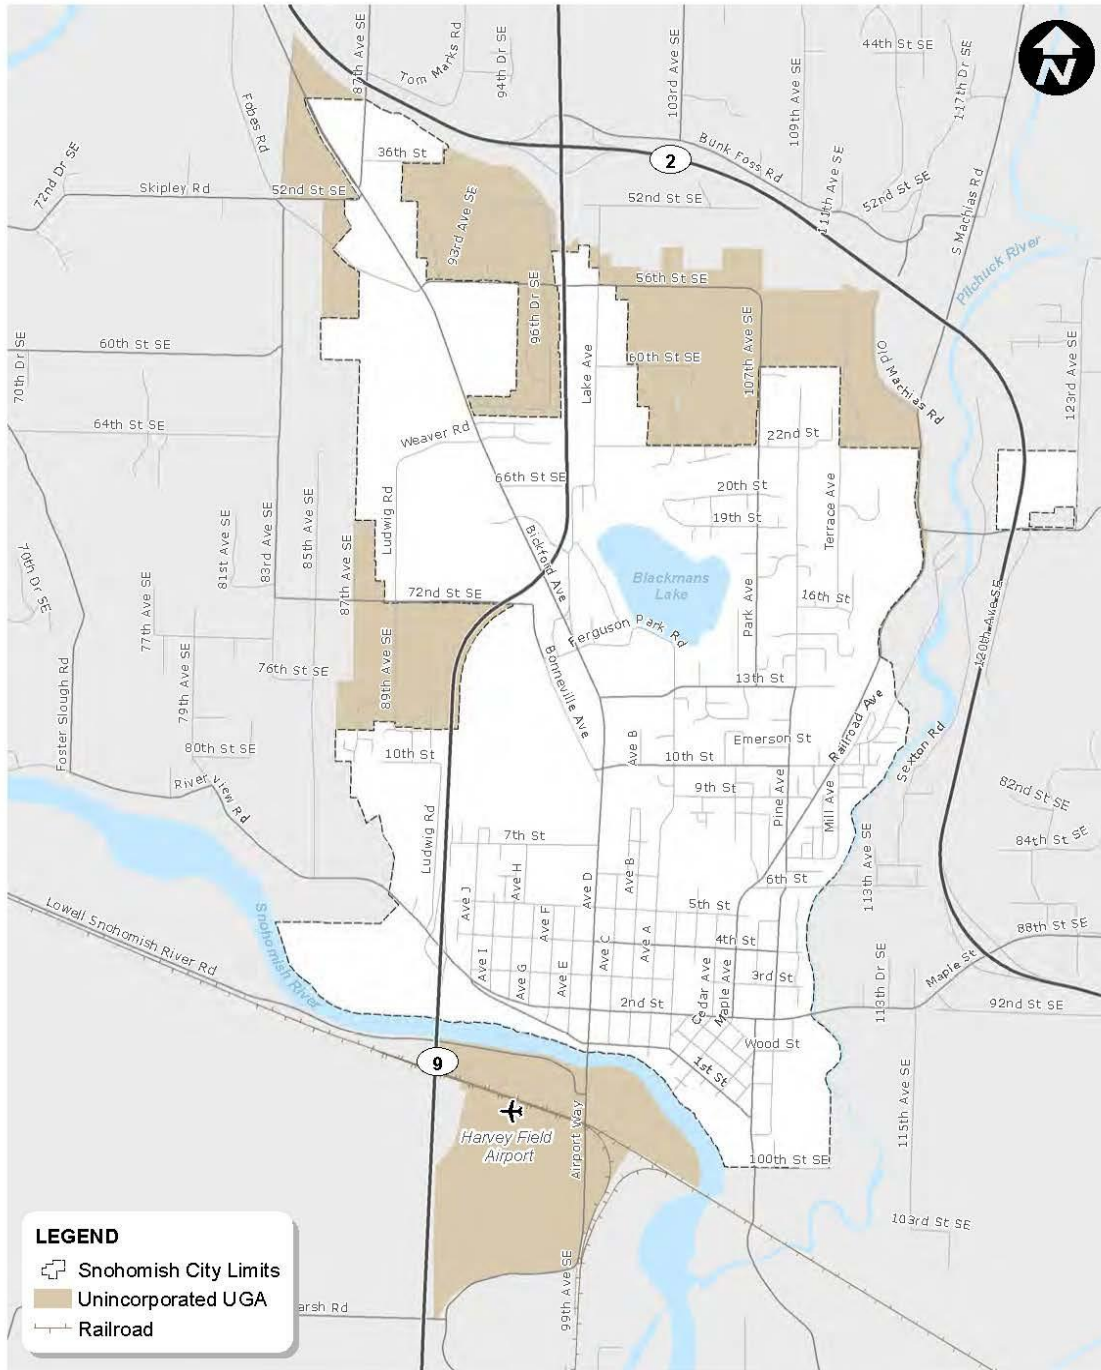 87th Ave SE
Tom Marks Rd
94th Dr SE
103rd Ave SE
44th St SE
117th Dr SE
109th Ave SE
N
Fobes Rd
36th St
2
Bunk Foss Rd
111th Ave SE
52nd St SE
S Machias Rd
72nd Dr SE
Skipley Rd
52nd St SE
93rd Ave SE
52nd St SE
Pilchuck River
56th St SE
96th Dr SE
107th Ave SE
70th Dr SE
60th St SE
Lake Ave
60th St SE
Old Machias Rd
123rd Ave SE
64th St SE
Weaver Rd
22nd St
66th St SE
20th St
19th St
Terrace Ave
Ludwig Rd
Bickford Ave
81st Ave SE
83rd Ave SE
85th Ave SE
87th Ave SE
70th Dr SE
77th Ave SE
72nd St SE
Blackmans
Lake
Park Ave
16th St
120th Ave SE
Ferguson Park Rd
Bonneville Ave
Foster Slough Rd
79th Ave SE
76th St SE
89th Ave SE
13th St
Railroad Ave
80th St SE
10th St
Ave B
10th St
Emerson St
Sexton Rd
River view Rd
9th St
Pine Ave
Mill Ave
82nd St SE
Ludwig Rd
7th St
113th Ave SE
84th St SE
Ave J
Ave H
Ave D
Ave B
6th St
Lowell Snohomish River Rd
Snohomish River
Ave F
5th St
88th St SE
Ave I
Ave G
Ave E
Ave C
Ave A
4th St
Cedar Ave
Maple Ave
3rd St
Maple St
113th Dr SE
2nd St
92nd St SE
Wood St
9
1st St
115th Ave SE
Harvey Field
Airport
Airport Way
100th St SE
103rd St SE
99th Ave SE
arsh Rd
LEGEND
Snohomish City Limits
Unincorporated UGA
Railroad